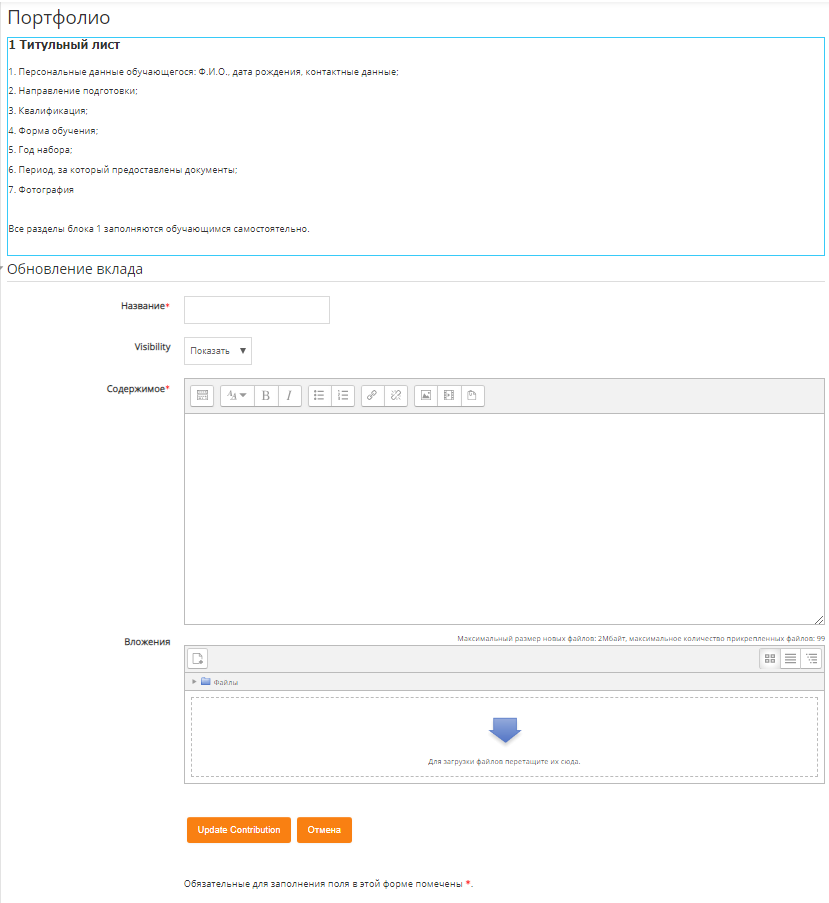 Портфолио
1 Титульный лист
1. Персональные данные обучающегося: Ф.И.О., дата рождения, контактные данные;
2. Направление подготовки;
3. Квалификация;
4. Форма обучения;
5. Год набора;
6. Период, за который предоставлены документы;
7. Фотография
Все разделы блока 1 заполняются обучающимся самостоятельно.
Обновление вклада
Название*
Visibility
Показать
Содержимое*
B I
Вложения
Максимальный размер новых файлов: 2Мбайт, максимальное количество прикрепленных файлов: 99
Файлы
Для загрузки файлов перетащите их сюда.
Update Contribution Отмена
Обязательные для заполнения поля в этой форме помечены *.